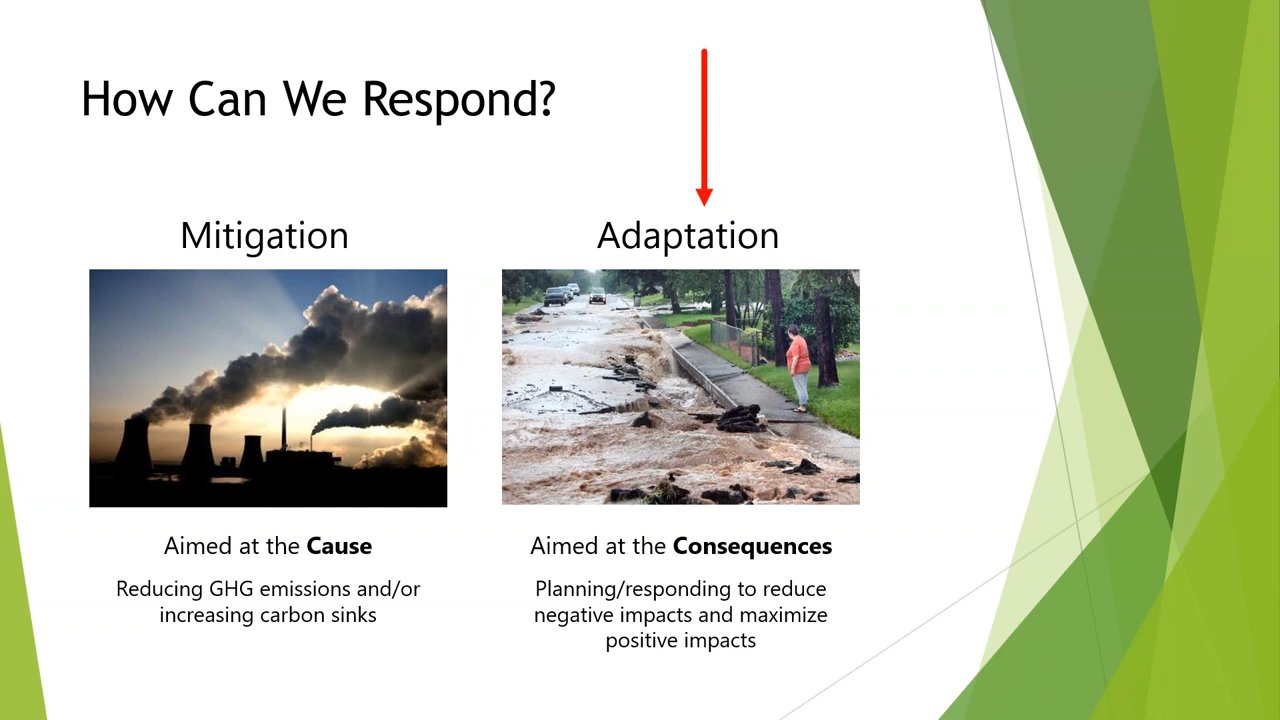 How Can We Respond?
Mitigation
Adaptation
Aimed at the Cause
Reducing GHG emissions and/or
increasing carbon sinks
Aimed at the Consequences
Planning/responding to reduce
negative impacts and maximize
positive impacts